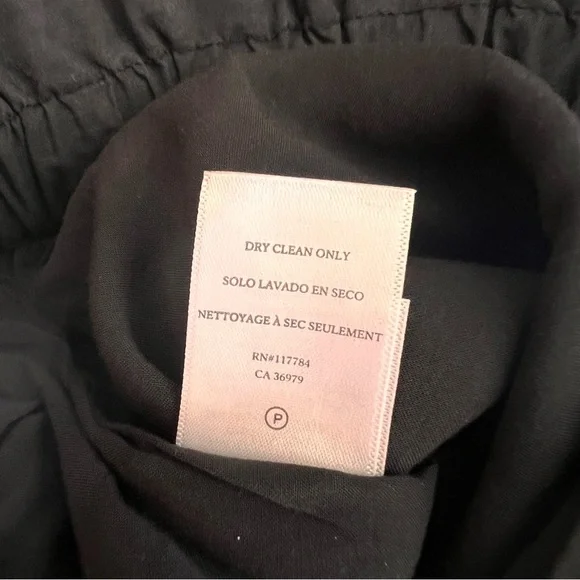 DRY CLEAN ONLY
SOLO LAVADO EN SECO
NETTOYAGE À SEC SEULEMENT
RN#117784
CA 36979
P